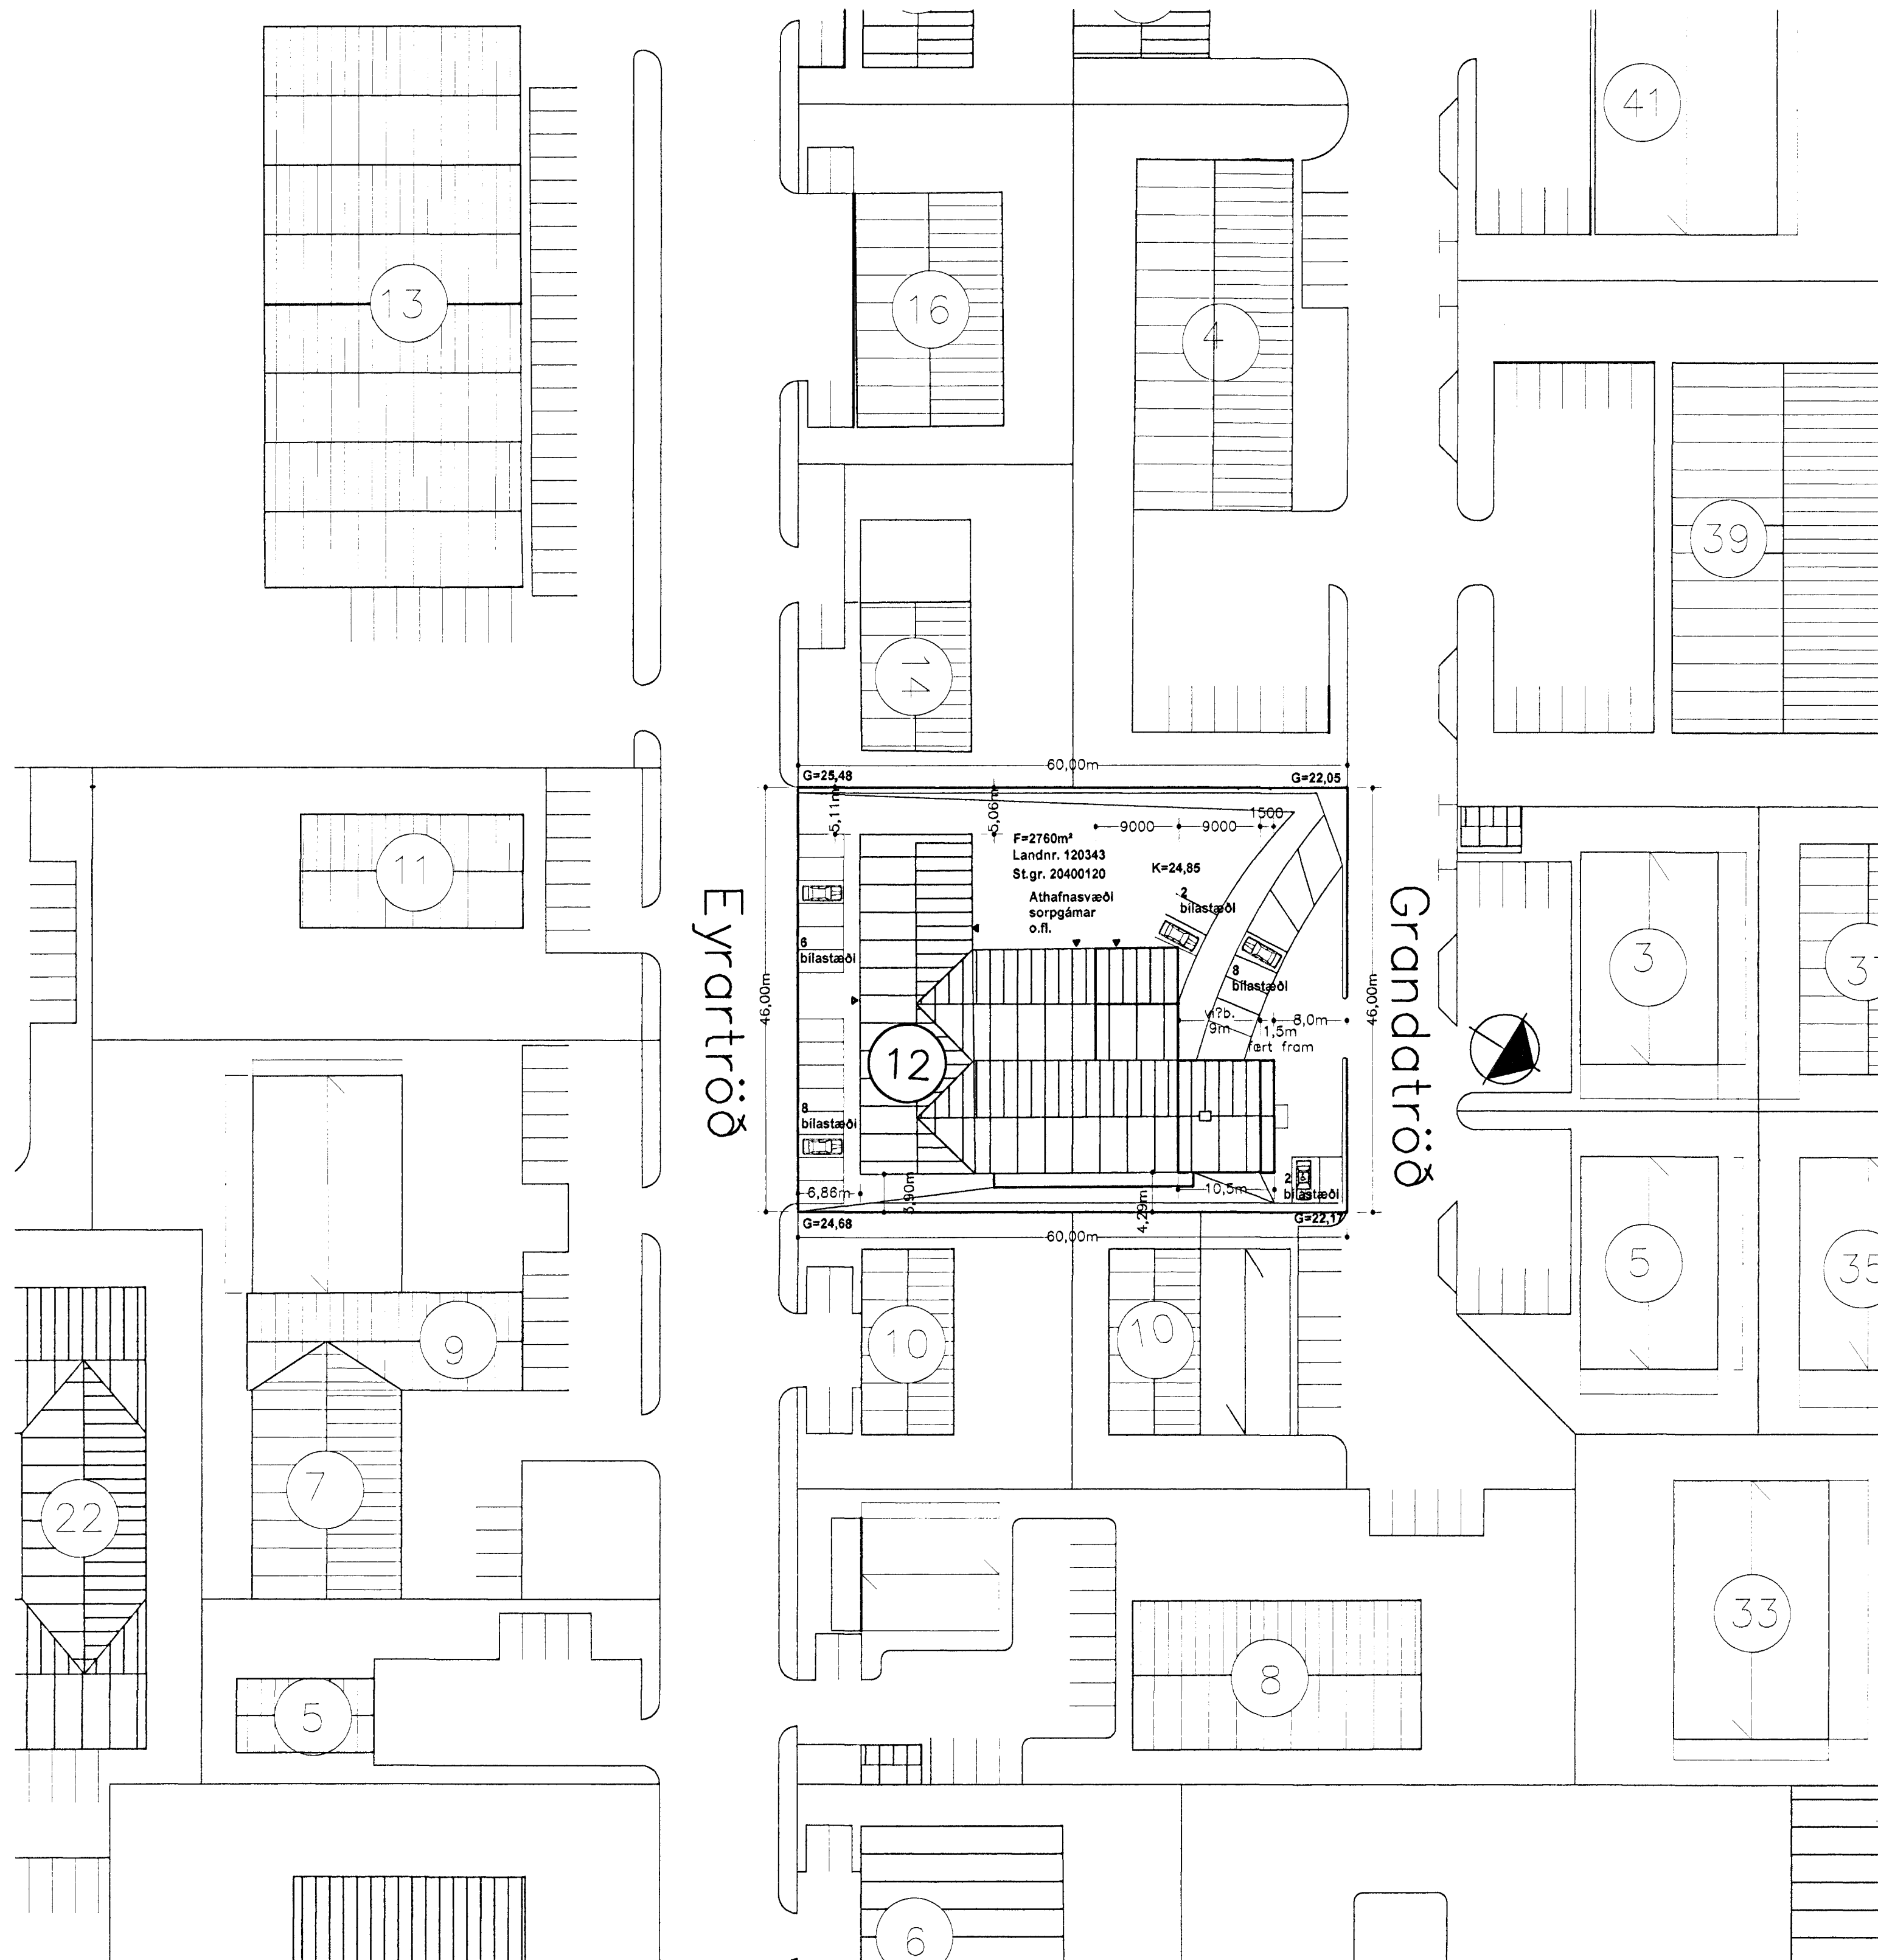 41
13
16
4
39
14
60,00m
G=25,48
G=22,05
5,11m
5,06m
1500
9000
9000
F=2760m²
Landnr. 120343
St.gr. 20400120
K=24,85
Athafnasvæði
sorpgámar
o.fl.
2
bílastæði
11
Eyrartröð
Grandatröð
3
6
bílastæði
8
bílastæði
46,00m
46,00m
vi?b.
9m
1,5m
fært fram
8,0m
12
8
bílastæði
6,86m
3,90m
4,29m
10,5m
2
bílastæði
G=24,68
G=22,17
60,00m
5
35
10
10
9
7
22
33
8
5
6